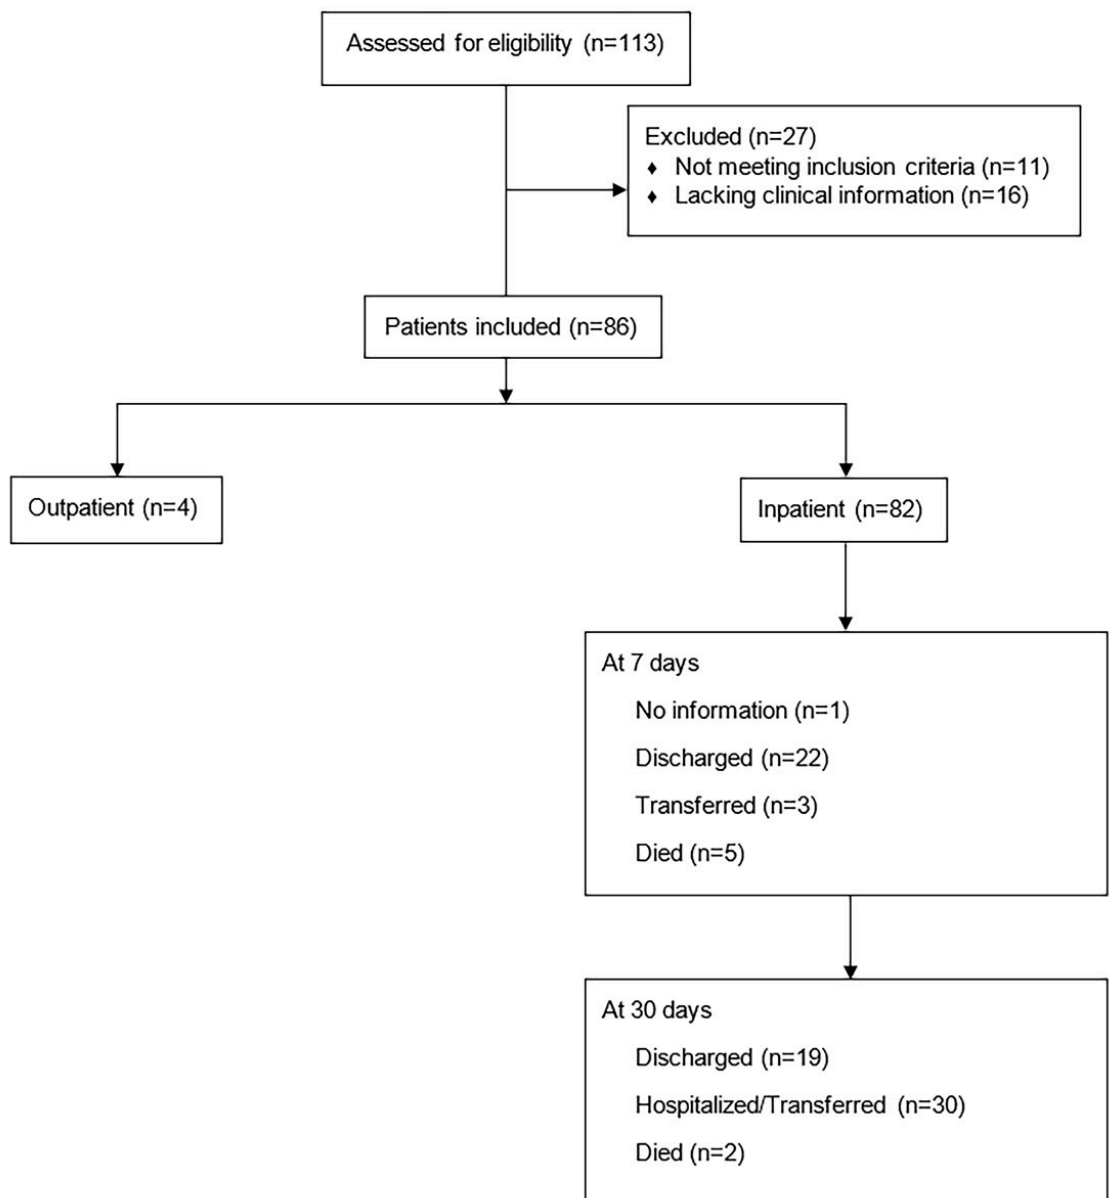 Assessed for eligibility (n=113)
Excluded (n=27)
♦ Not meeting inclusion criteria (n=11)
♦ Lacking clinical information (n=16)
Patients included (n=86)
Outpatient (n=4)
Inpatient (n=82)
At 7 days
No information (n=1)
Discharged (n=22)
Transferred (n=3)
Died (n=5)
At 30 days
Discharged (n=19)
Hospitalized/Transferred (n=30)
Died (n=2)